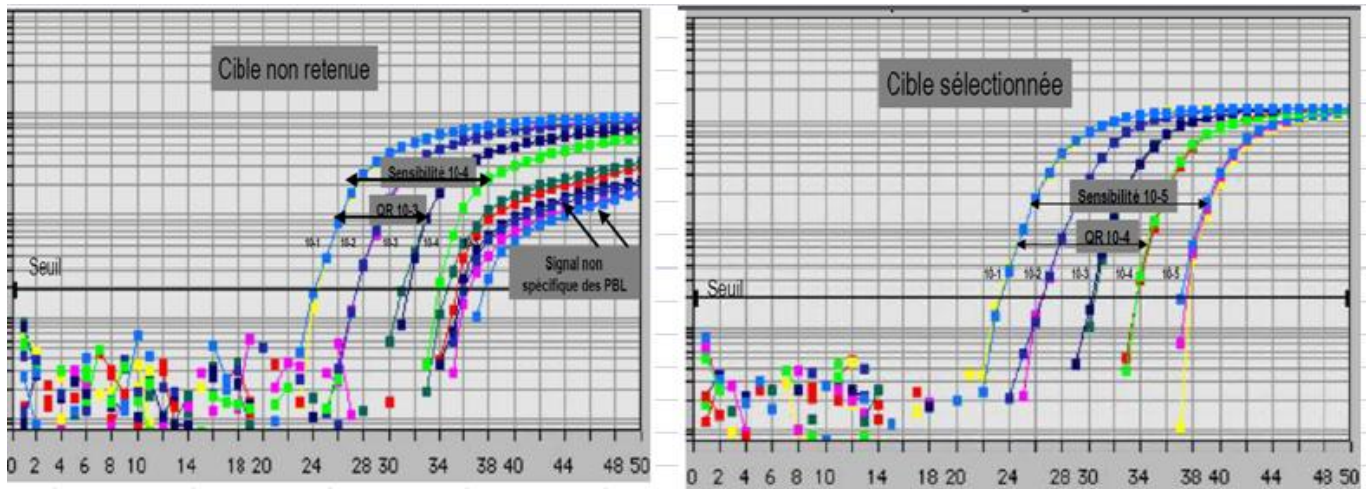 Cible non retenue
Sensibilité 10-4
QR 10-3
10-1 10-2 10-3 10-4
Seuil
Signal non
spécifique des PBL
0 2 4 6 8 10 14 18 20 24 28 30 34 38 40 44 48 50
Cible sélectionnée
Sensibilité 10-5
QR 10-4
10-1 10-2 10-3 10-4 10-5
Seuil
0 2 4 6 8 10 14 18 20 24 28 30 34 38 40 44 48 50